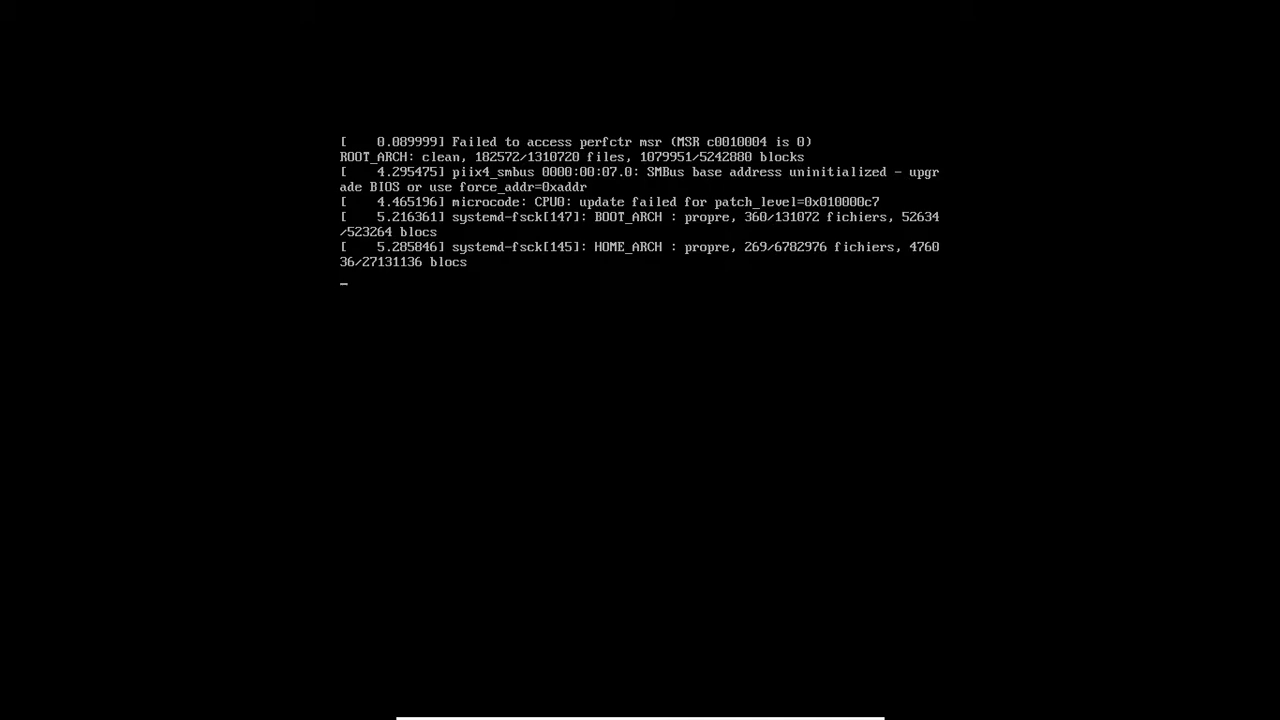 [    0.089999] Failed to access perfctr msr (MSR c0010004 is 0)
ROOT_ARCH: clean, 182572/1310720 files, 1079951/5242880 blocks
[    4.295475] piix4_smbus 0000:00:07.0: SMBus base address uninitialized - upgr
ade BIOS or use force_addr=0xaddr
[    4.465196] microcode: CPU0: update failed for patch_level=0x010000c7
[    5.216361] systemd-fsck[147]: BOOT_ARCH : propre, 360/131072 fichiers, 52634
/523264 blocs
[    5.285846] systemd-fsck[145]: HOME_ARCH : propre, 269/6782976 fichiers, 4760
36/27131136 blocs